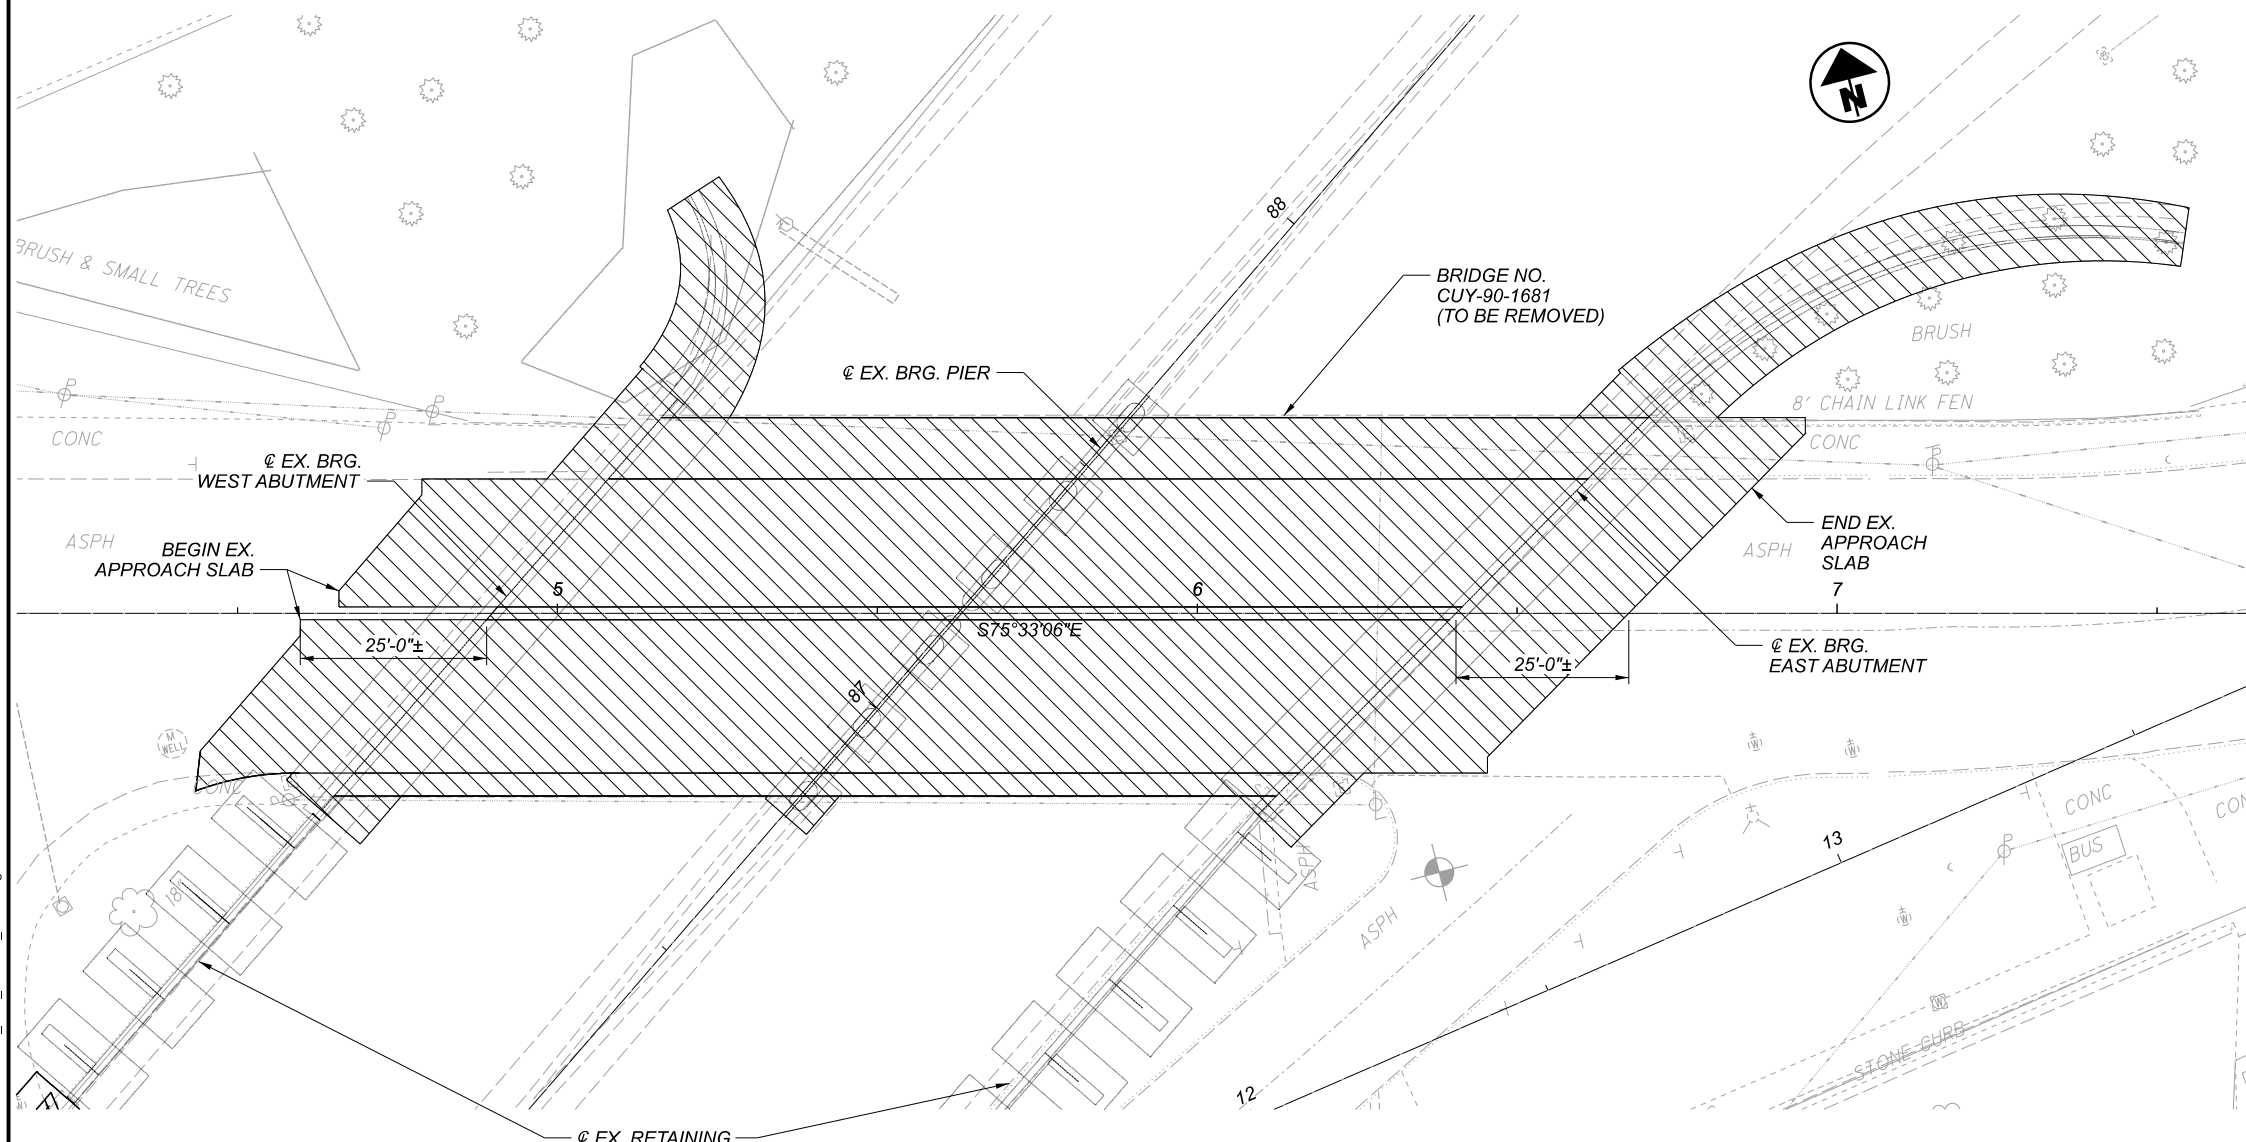 N
88
BRIDGE NO.
CUY-90-1681
(TO BE REMOVED)
BRUSH & SMALL TREES
BRUSH
℄ EX. BRG. PIER
8' CHAIN LINK FEN
P
P
P
CONC
CONC
℄ EX. BRG.
WEST ABUTMENT
END EX.
APPROACH
SLAB
ASPH
ASPH
BEGIN EX.
APPROACH SLAB
5
6
7
S75°33'06"E
25'-0"±
25'-0"±
℄ EX. BRG.
EAST ABUTMENT
87
M
WELL
CONC
CONC
CON
13
BUS
P
18"
ASPH
ASPH
W
W
W
W
STONE CURB
12
℄ EX. RETAINING